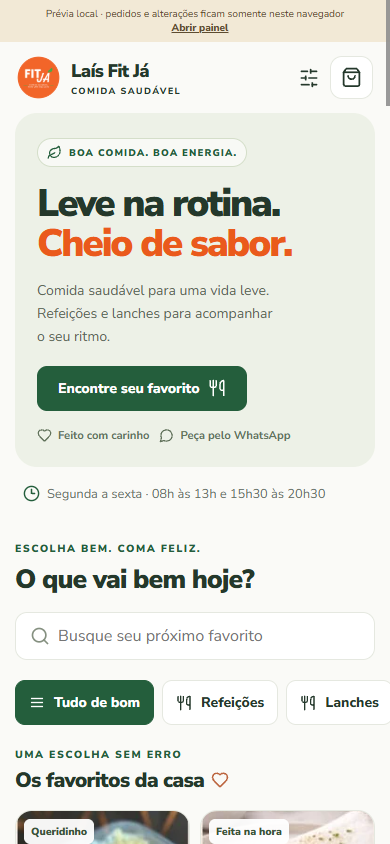 Prévia local · pedidos e alterações ficam somente neste navegador
Abrir painel
FIT JÁ
Laís Fit Já
COMIDA SAUDÁVEL
BOA COMIDA. BOA ENERGIA.
Leve na rotina.
Cheio de sabor.
Comida saudável para uma vida leve.
Refeições e lanches para acompanhar
o seu ritmo.
Encontre seu favorito
Feito com carinho
Peça pelo WhatsApp
Segunda a sexta · 08h às 13h e 15h30 às 20h30
ESCOLHA BEM. COMA FELIZ.
O que vai bem hoje?
Busque seu próximo favorito
Tudo de bom
Refeições
Lanches
UMA ESCOLHA SEM ERRO
Os favoritos da casa
Queridinho
Feita na hora